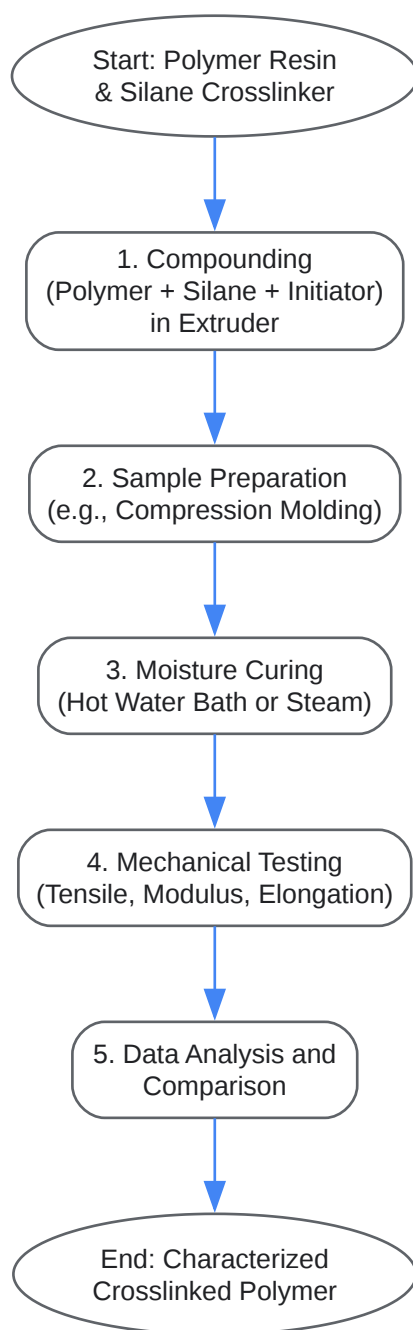 Start: Polymer Resin
& Silane Crosslinker
1. Compounding
(Polymer + Silane + Initiator)
in Extruder
2. Sample Preparation
(e.g., Compression Molding)
3. Moisture Curing
(Hot Water Bath or Steam)
4. Mechanical Testing
(Tensile, Modulus, Elongation)
5. Data Analysis and
Comparison
End: Characterized
Crosslinked Polymer